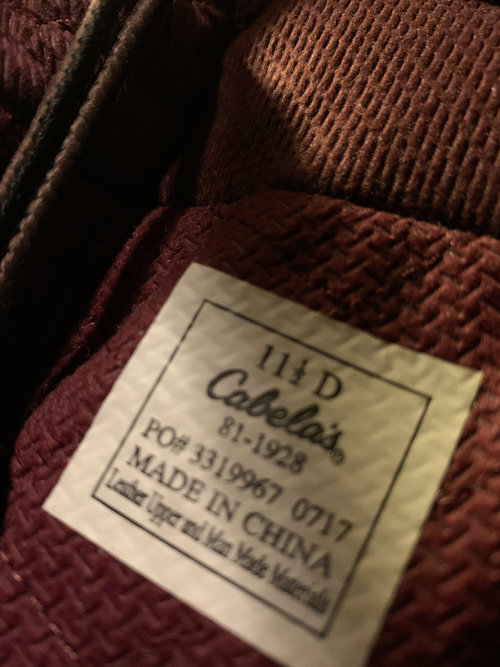 11½ D
Cabela's®
81-1928
PO# 3319967 0717
MADE IN CHINA
Leather Upper and Man Made Materials